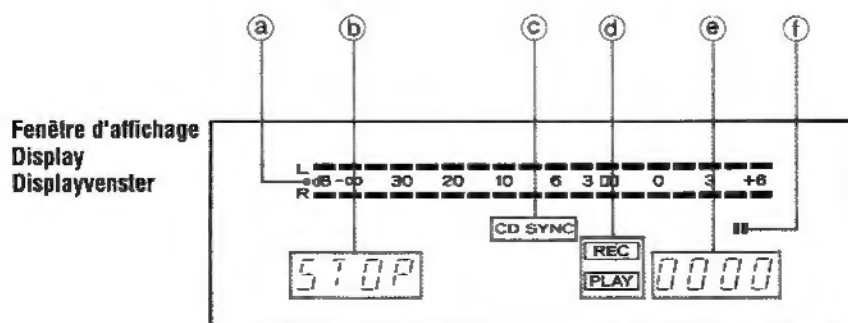 a b c d e f
Fenêtre d'affichage
Display
Displayvenster
L
dB -∞ 30 20 10 6 3 0 3 +6
R
CD SYNC
REC
STOP
PLAY
0000